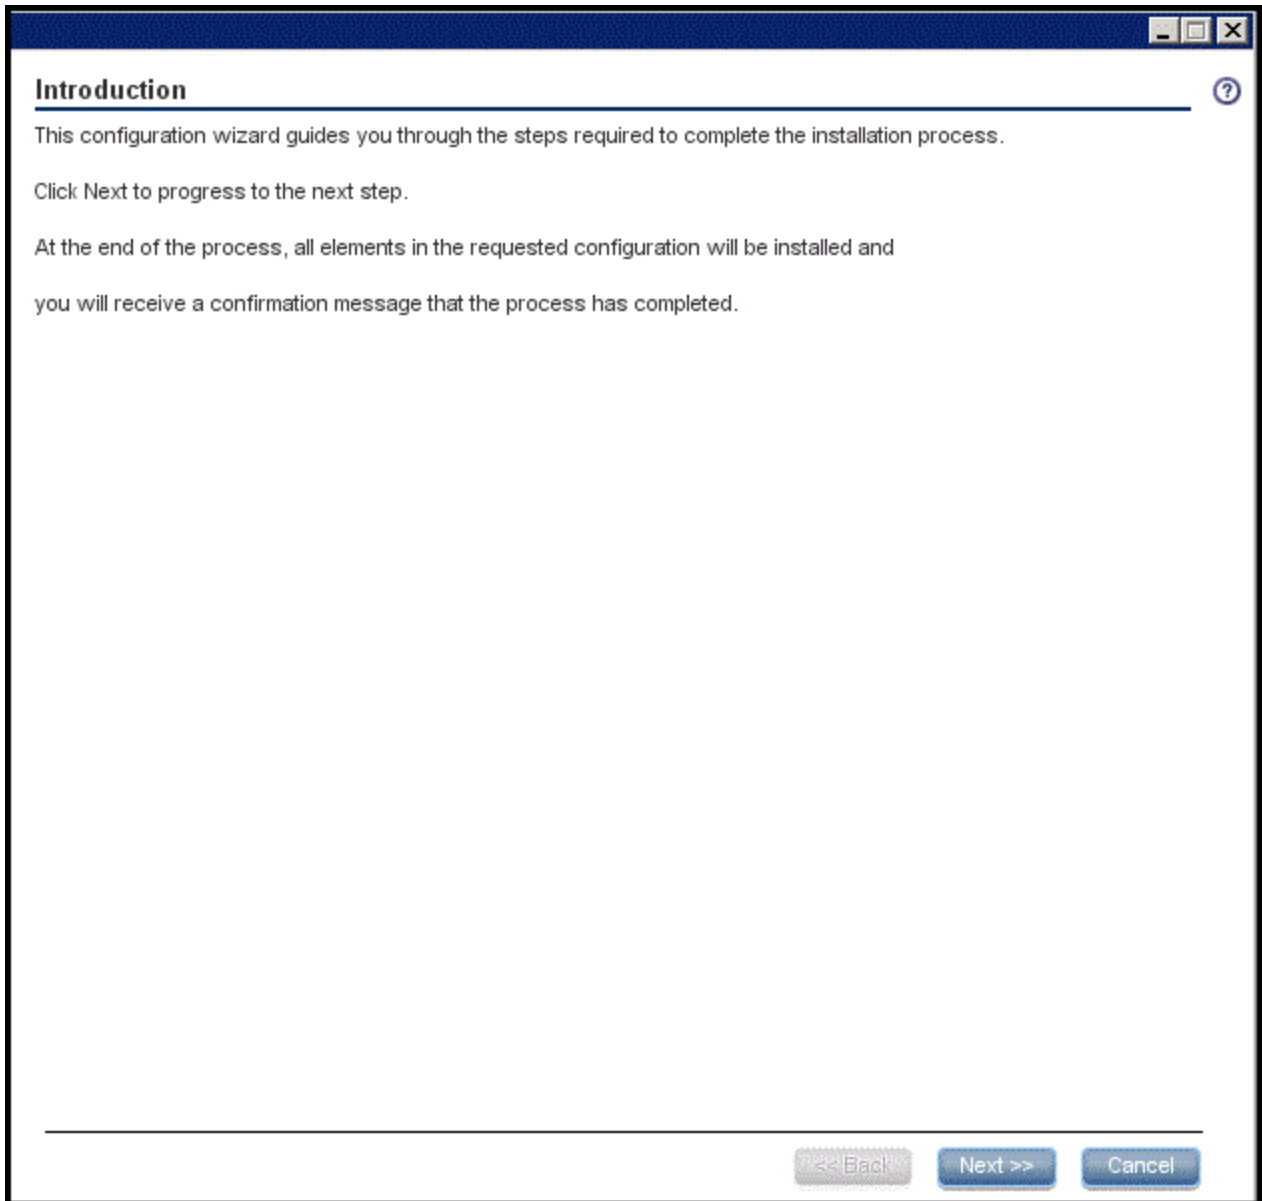 Introduction
?
This configuration wizard guides you through the steps required to complete the installation process.
Click Next to progress to the next step.
At the end of the process, all elements in the requested configuration will be installed and
you will receive a confirmation message that the process has completed.
<< Back
Next >>
Cancel